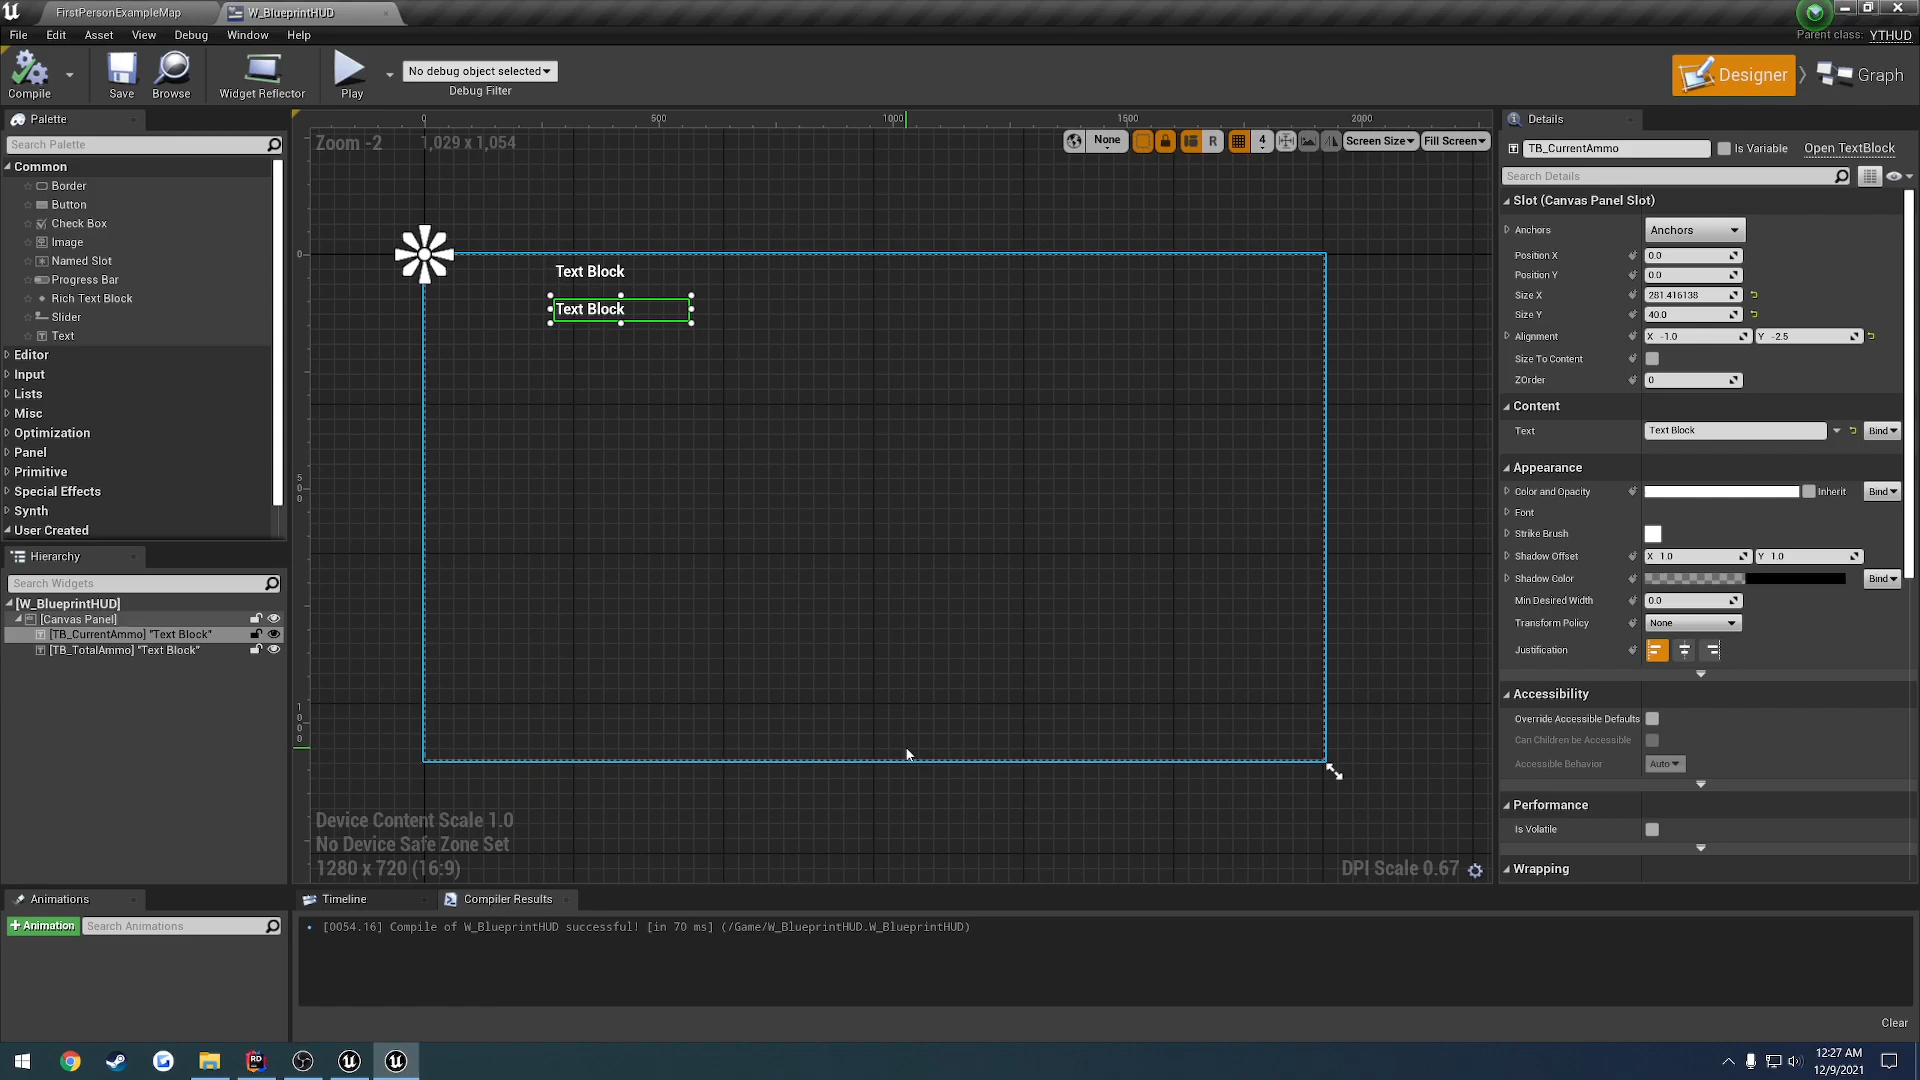 FirstPersonExampleMap
W_BlueprintHUD
File Edit Asset View Debug Window Help
Parent class: YTHUD
Compile
Save
Browse
Widget Reflector
Play
No debug object selected
Debug Filter
Designer
Graph
Palette
Search Palette
Common
Border
Button
Check Box
Image
Named Slot
Progress Bar
Rich Text Block
Slider
Text
Editor
Input
Lists
Misc
Optimization
Panel
Primitive
Special Effects
Synth
User Created
Hierarchy
Search Widgets
[W_BlueprintHUD]
[Canvas Panel]
[TB_CurrentAmmo] "Text Block"
[TB_TotalAmmo] "Text Block"
Animations
+Animation
Search Animations
0 500 1000 1500 2000
Zoom -2
1,029 x 1,054
None
R
4
Screen Size
Fill Screen
0
500
1000
Text Block
Text Block
Device Content Scale 1.0
No Device Safe Zone Set
1280 x 720 (16:9)
DPI Scale 0.67
Timeline
Compiler Results
[0054.16] Compile of W_BlueprintHUD successful! [in 70 ms] (/Game/W_BlueprintHUD.W_BlueprintHUD)
Clear
Details
TB_CurrentAmmo
Is Variable
Open TextBlock
Search Details
Slot (Canvas Panel Slot)
Anchors Anchors
Position X 0.0
Position Y 0.0
Size X 281.416138
Size Y 40.0
Alignment X -1.0 Y -2.5
Size To Content
ZOrder 0
Content
Text Text Block Bind
Appearance
Color and Opacity Inherit Bind
Font
Strike Brush
Shadow Offset X 1.0 Y 1.0
Shadow Color Bind
Min Desired Width 0.0
Transform Policy None
Justification
Accessibility
Override Accessible Defaults
Can Children be Accessible
Accessible Behavior Auto
Performance
Is Volatile
Wrapping
RD
12:27 AM
12/9/2021